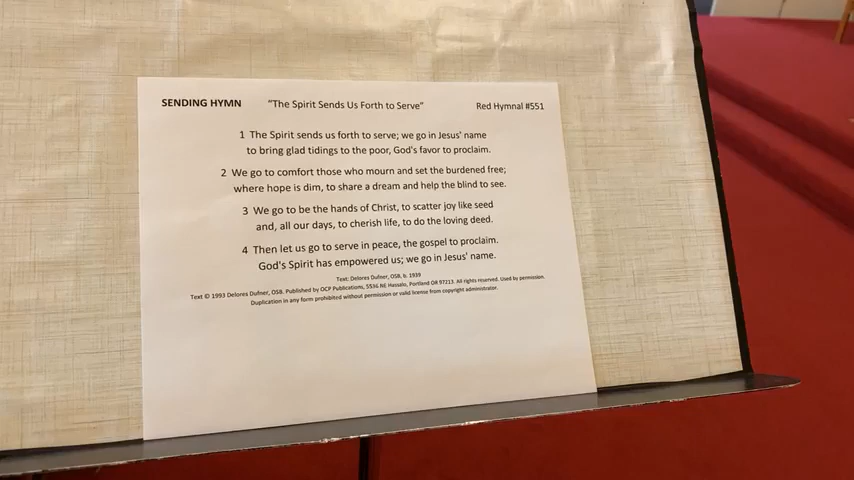 SENDING HYMN "The Spirit Sends Us Forth to Serve" Red Hymnal #551
1 The Spirit sends us forth to serve; we go in Jesus' name
to bring glad tidings to the poor, God's favor to proclaim.
2 We go to comfort those who mourn and set the burdened free;
where hope is dim, to share a dream and help the blind to see.
3 We go to be the hands of Christ, to scatter joy like seed
and, all our days, to cherish life, to do the loving deed.
4 Then let us go to serve in peace, the gospel to proclaim.
God's Spirit has empowered us; we go in Jesus' name.
Text: Delores Dufner, OSB, b. 1939
Text © 1993 Delores Dufner, OSB. Published by OCP Publications, 5536 NE Hassalo, Portland OR 97213. All rights reserved. Used by permission.
Duplication in any form prohibited without permission or valid license from copyright administrator.